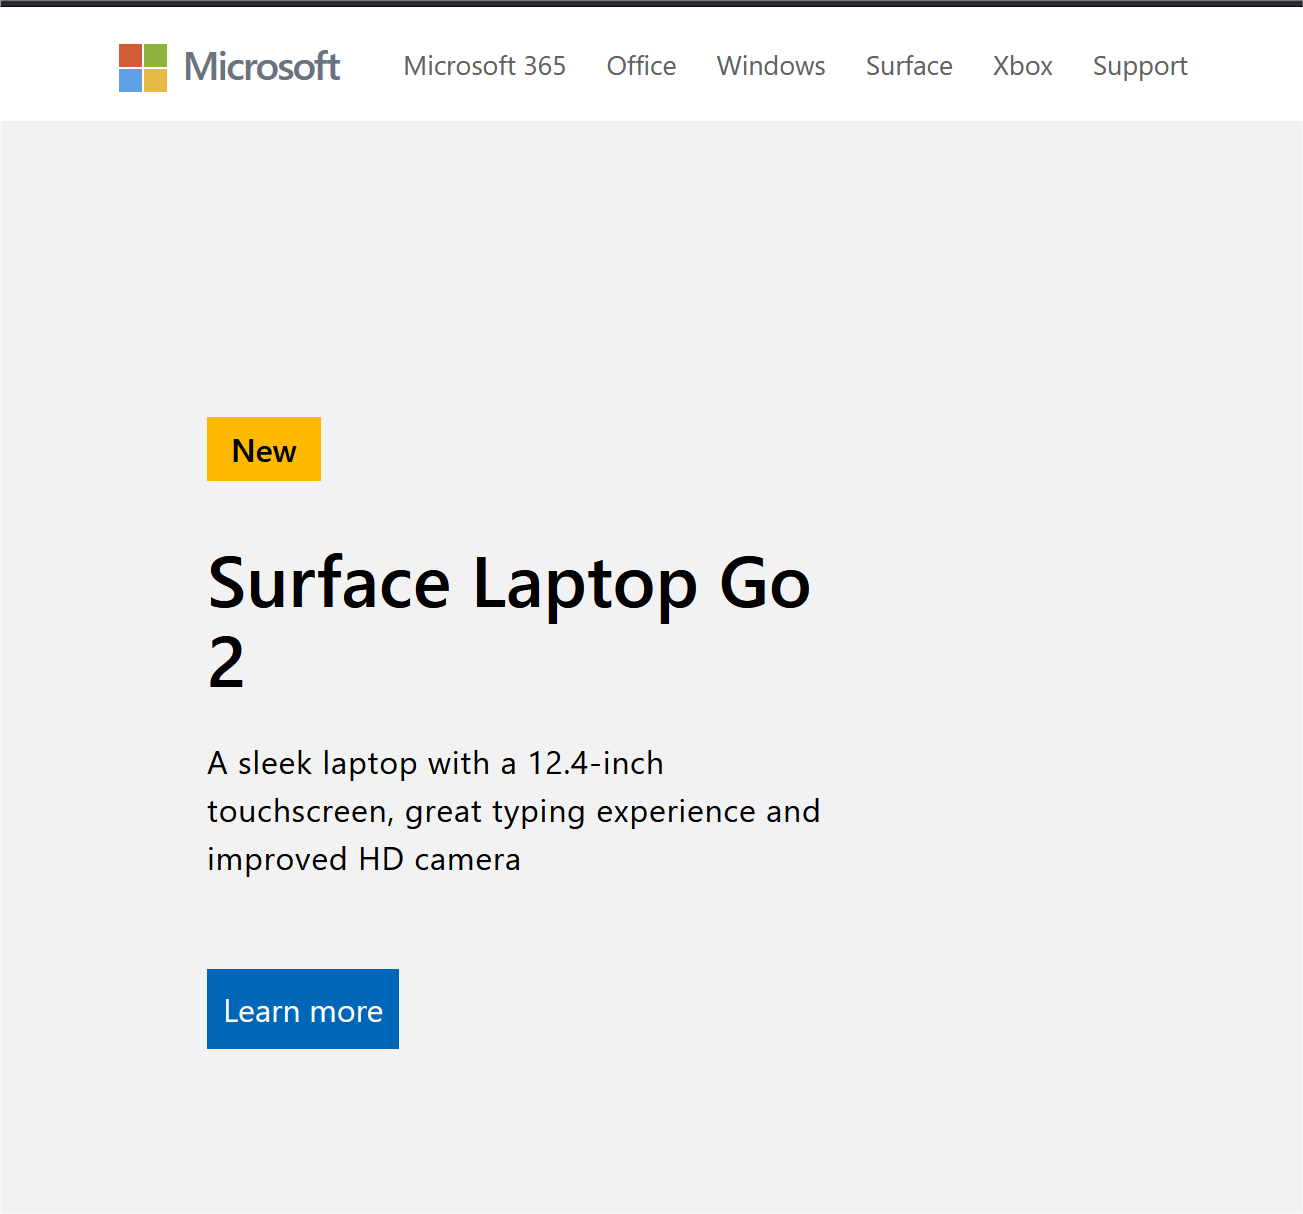 Microsoft Microsoft 365 Office Windows Surface Xbox Support
New
Surface Laptop Go
2
A sleek laptop with a 12.4-inch
touchscreen, great typing experience and
improved HD camera
Learn more